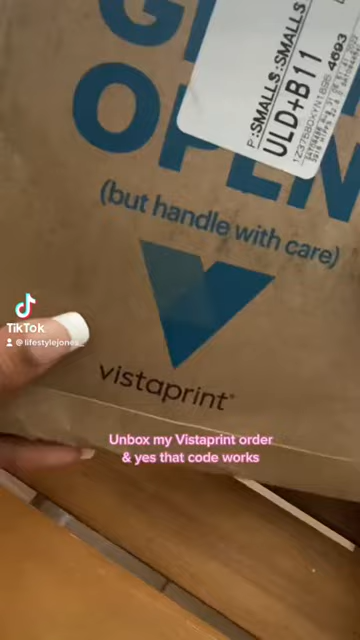 G
OPEN
P: SMALLS::SMALLS
ULD+B11
4693
(but handle with care)
TikTok
@lifestylejones_
vistaprint
Unbox my Vistaprint order
& yes that code works